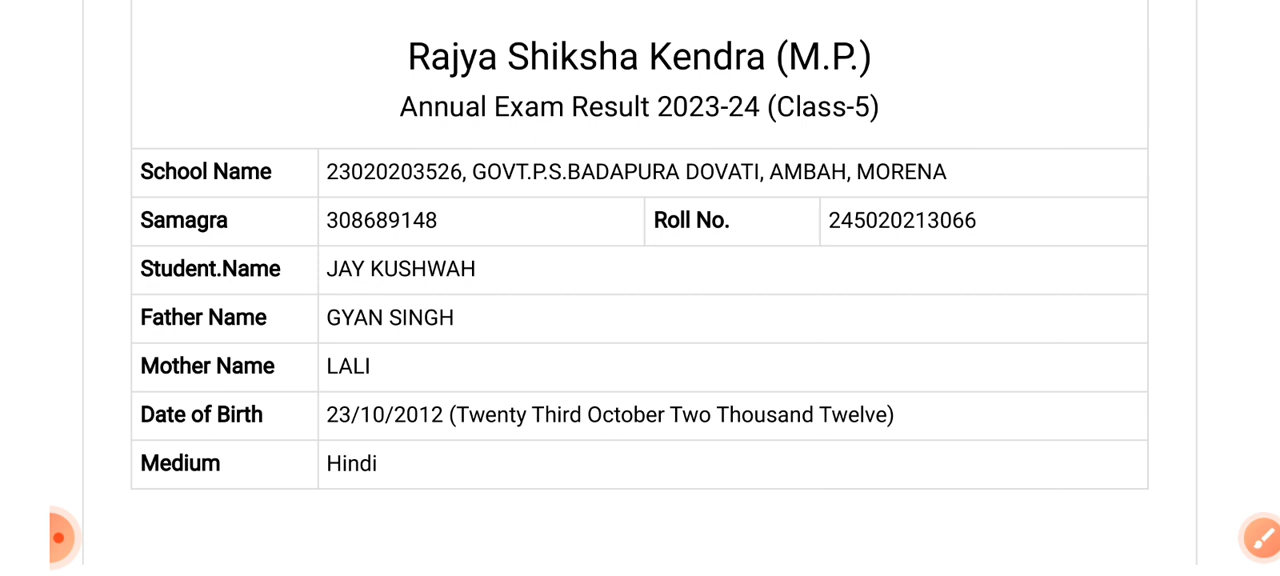 Rajya Shiksha Kendra (M.P.)
Annual Exam Result 2023-24 (Class-5)
School Name 23020203526, GOVT.P.S.BADAPURA DOVATI, AMBAH, MORENA
Samagra 308689148 Roll No. 245020213066
Student.Name JAY KUSHWAH
Father Name GYAN SINGH
Mother Name LALI
Date of Birth 23/10/2012 (Twenty Third October Two Thousand Twelve)
Medium Hindi